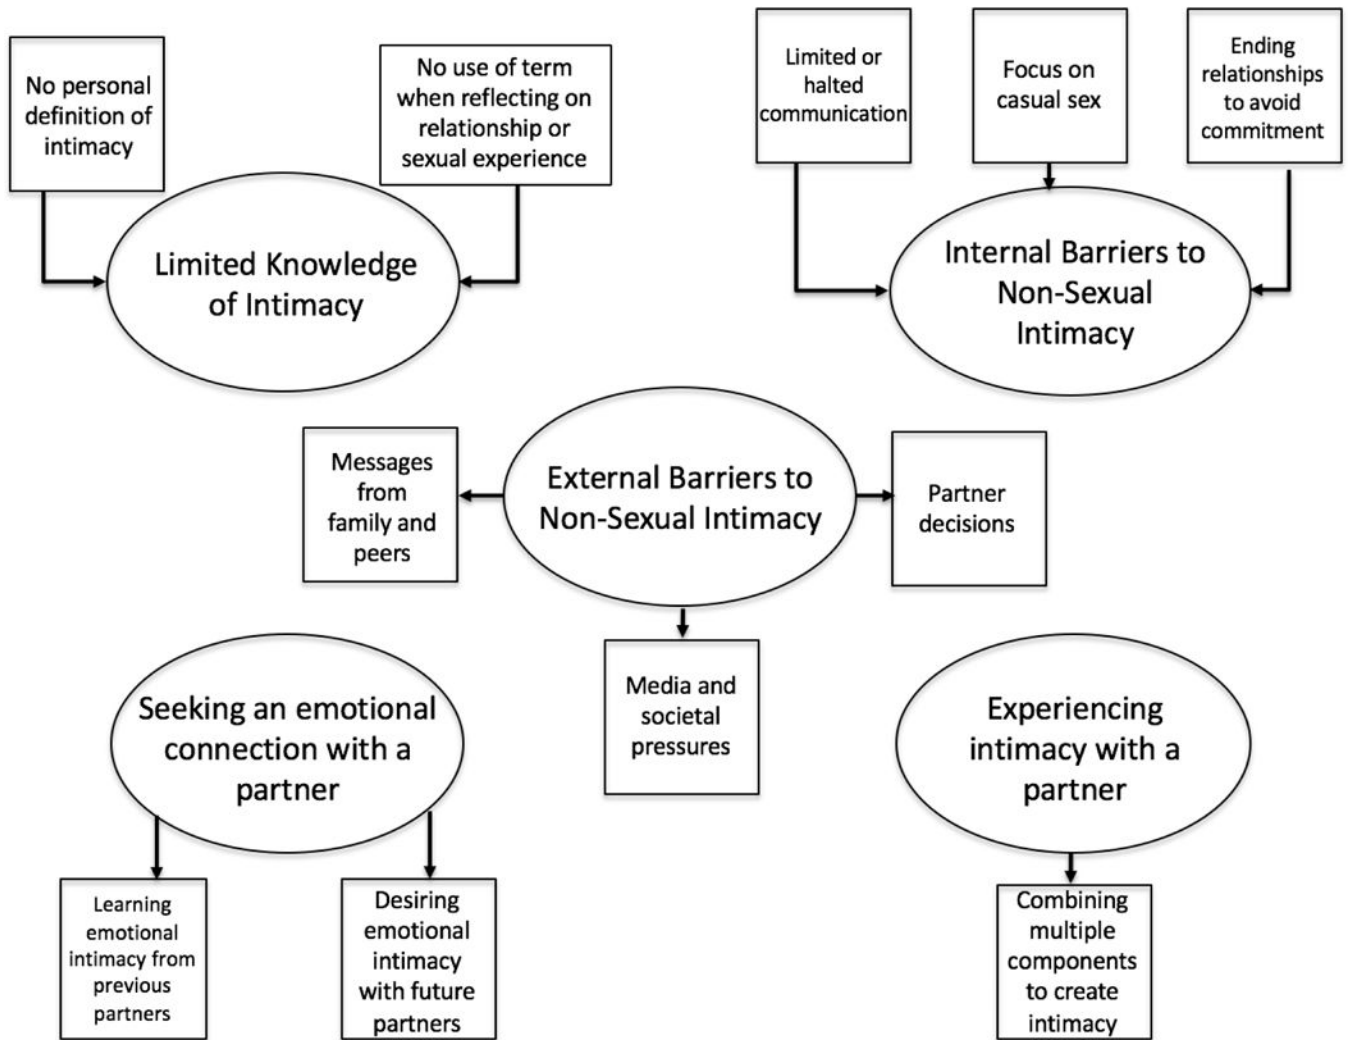 No personal
definition of
intimacy
No use of term
when reflecting on
relationship or
sexual experience
Limited Knowledge
of Intimacy
Limited or
halted
communication
Focus on
casual sex
Ending
relationships
to avoid
commitment
Internal Barriers to
Non-Sexual
Intimacy
Messages
from
family and
peers
External Barriers to
Non-Sexual Intimacy
Partner
decisions
Media and
societal
pressures
Seeking an emotional
connection with a
partner
Learning
emotional
intimacy from
previous
partners
Desiring
emotional
intimacy
with future
partners
Experiencing
intimacy with a
partner
Combining
multiple
components
to create
intimacy